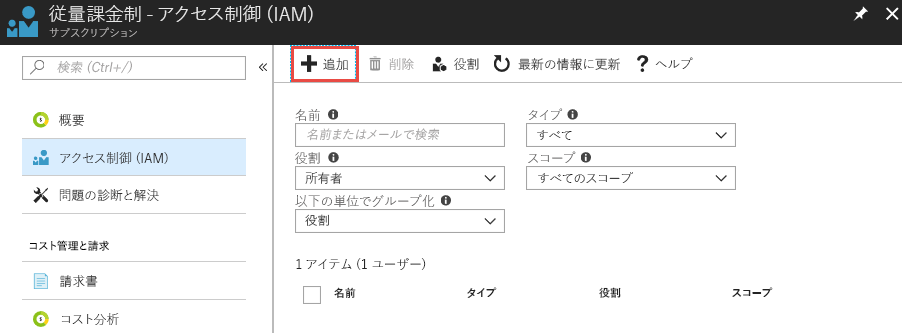 従量課金制 - アクセス制御 (IAM)
サブスクリプション
検索 (Ctrl+/)
概要
アクセス制御 (IAM)
問題の診断と解決
コスト管理と請求
請求書
コスト分析
追加 削除 役割 最新の情報に更新 ヘルプ
名前 タイプ
名前またはメールで検索 すべて
役割 スコープ
所有者 すべてのスコープ
以下の単位でグループ化
役割
1 アイテム (1 ユーザー)
名前 タイプ 役割 スコープ